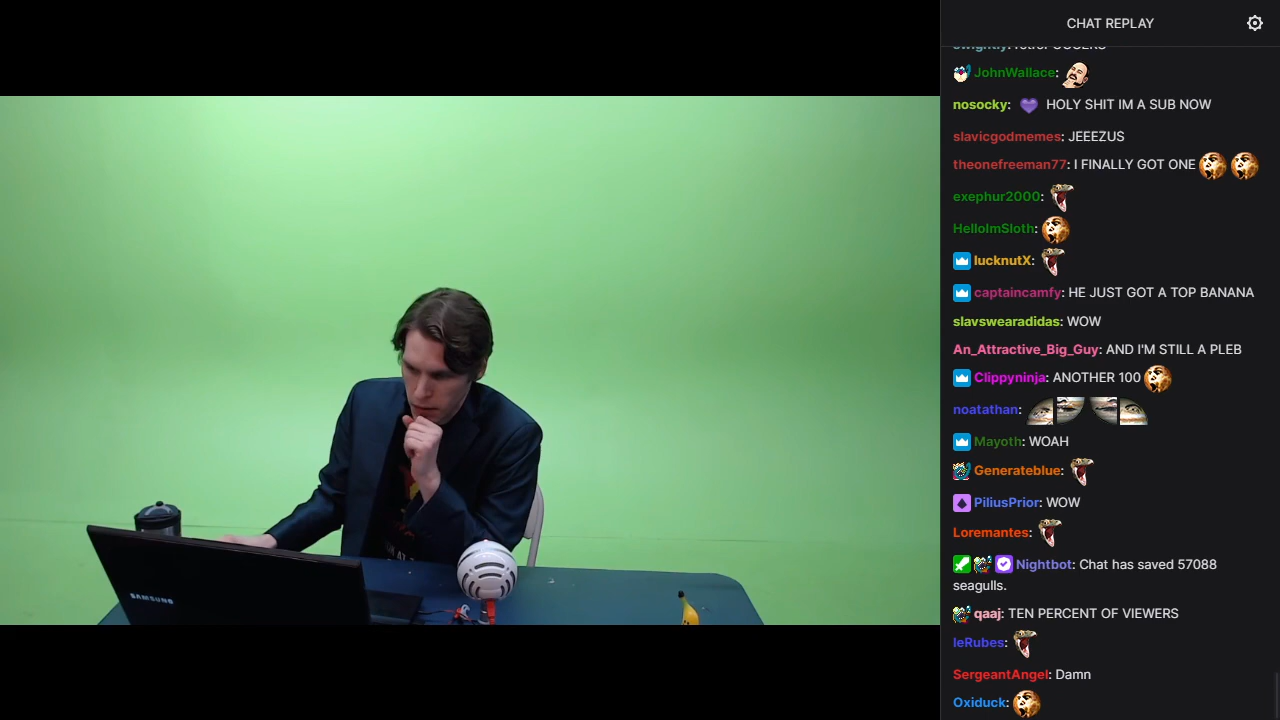 CHAT REPLAY
JohnWallace:
nosocky: HOLY SHIT IM A SUB NOW
slavicgodmemes: JEEEZUS
theonefreeman77: I FINALLY GOT ONE
exephur2000:
HelloImSloth:
lucknutX:
captaincamfy: HE JUST GOT A TOP BANANA
slavswearadidas: WOW
An_Attractive_Big_Guy: AND I'M STILL A PLEB
Clippyninja: ANOTHER 100
noatathan:
Mayoth: WOAH
Generateblue:
PiliusPrior: WOW
Loremantes:
Nightbot: Chat has saved 57088
seagulls.
qaaj: TEN PERCENT OF VIEWERS
leRubes:
SergeantAngel: Damn
Oxiduck:
SAMSUNG